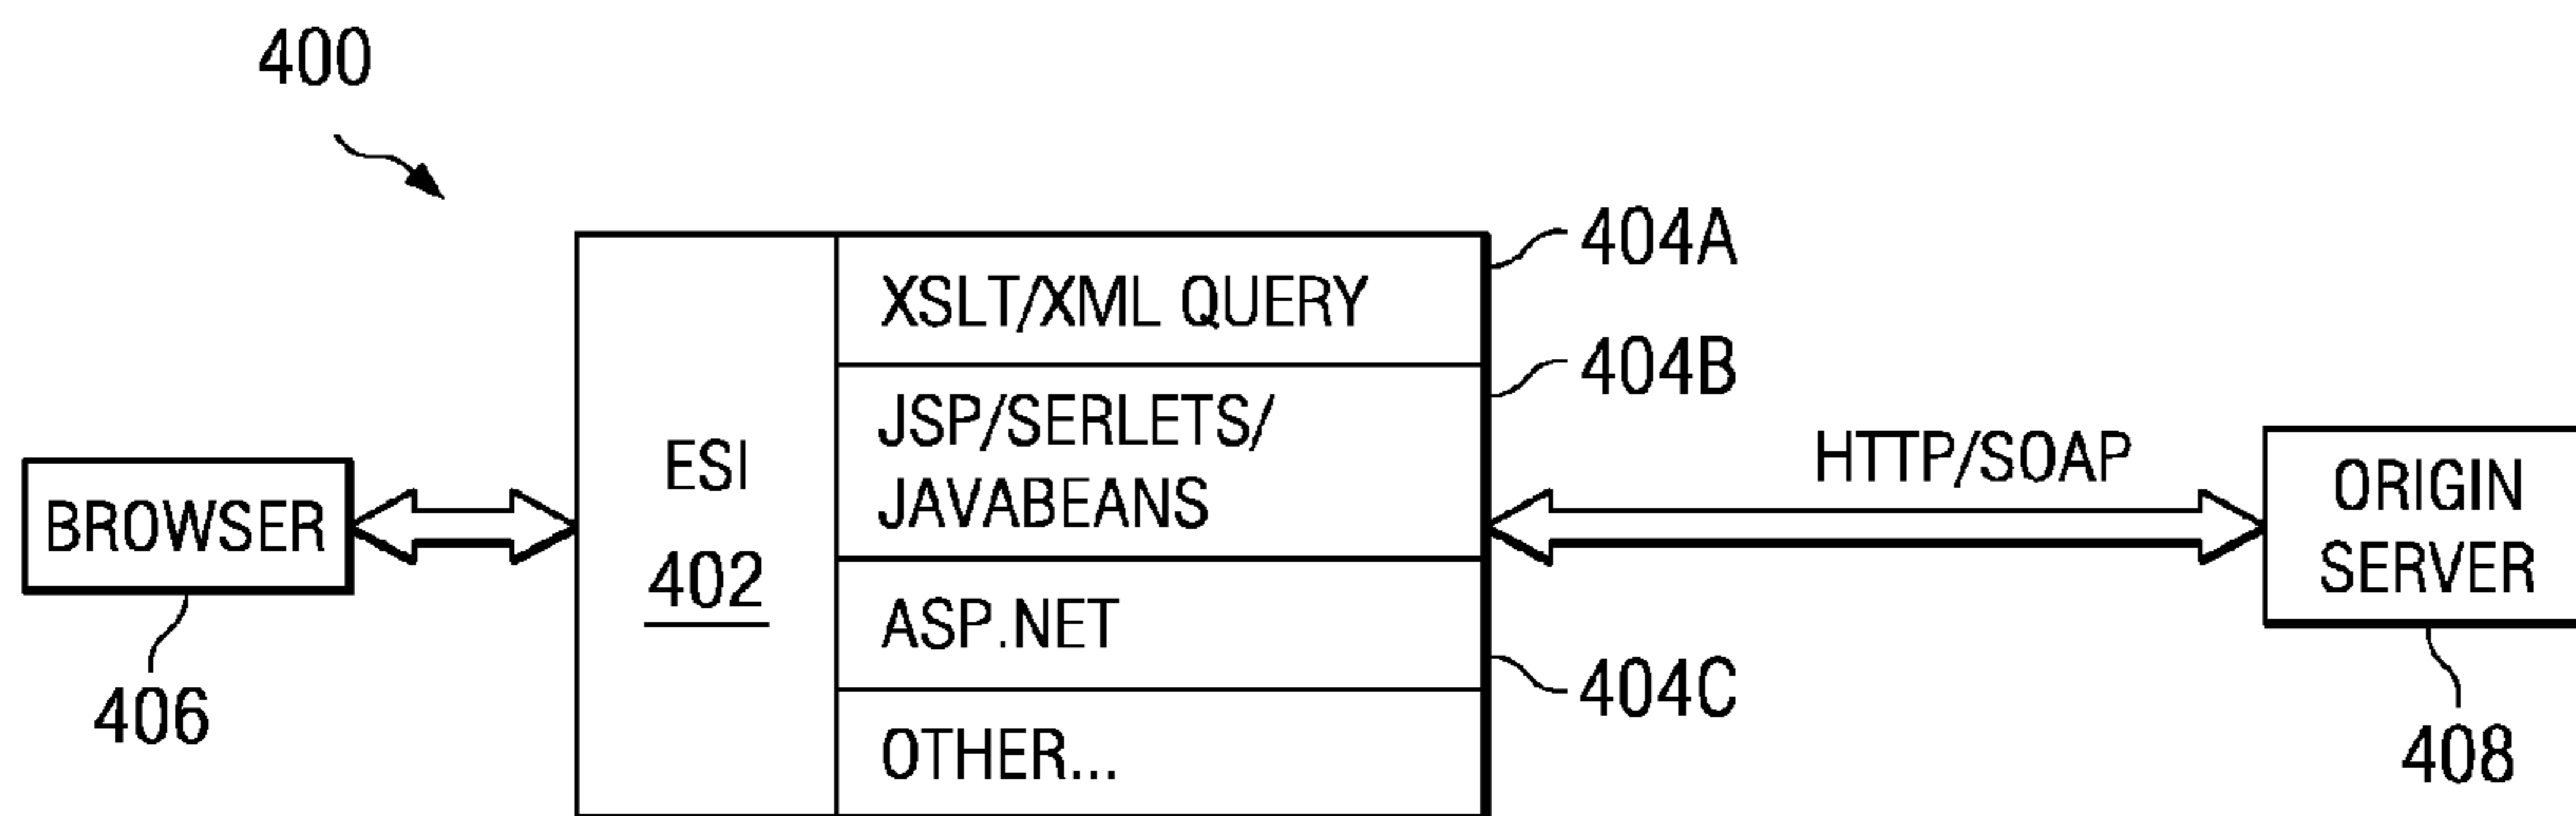 400
404A
XSLT/XML QUERY
404B
JSP/SERLETS/
JAVABEANS
HTTP/SOAP
ESI
402
BROWSER
ORIGIN
SERVER
ASP.NET
404C
406
OTHER...
408